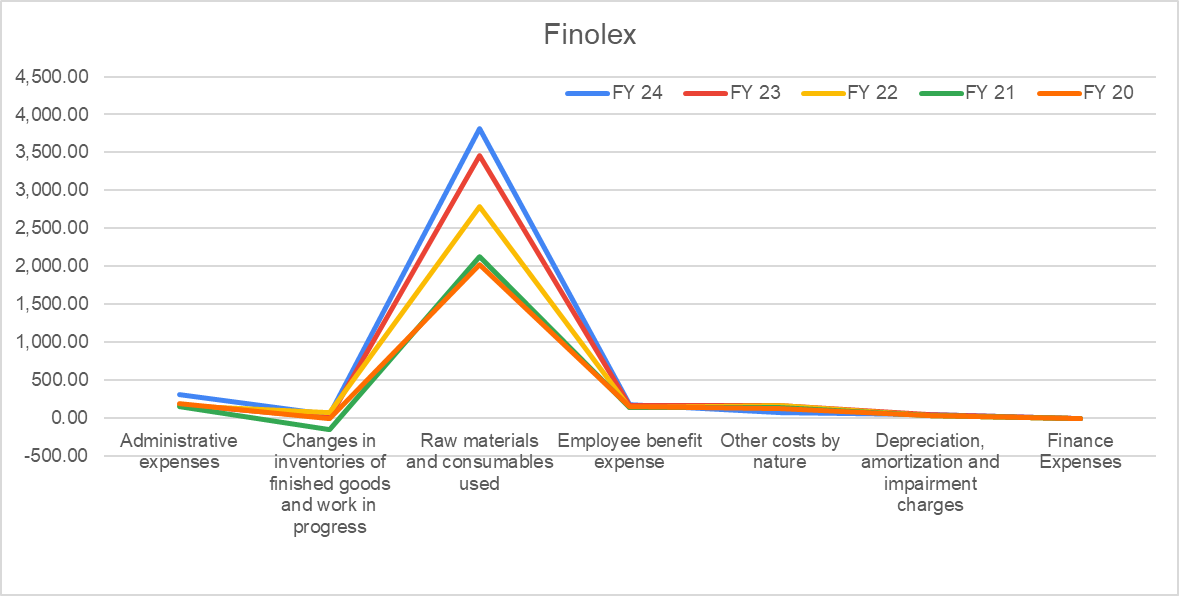 Finolex
4,500.00
FY 24 FY 23 FY 22 FY 21 FY 20
4,000.00
3,500.00
3,000.00
2,500.00
2,000.00
1,500.00
1,000.00
500.00
0.00
-500.00
Administrative
expenses
Changes in
inventories of
finished goods
and work in
progress
Raw materials
and consumables
used
Employee benefit
expense
Other costs by
nature
Depreciation,
amortization and
impairment
charges
Finance
Expenses